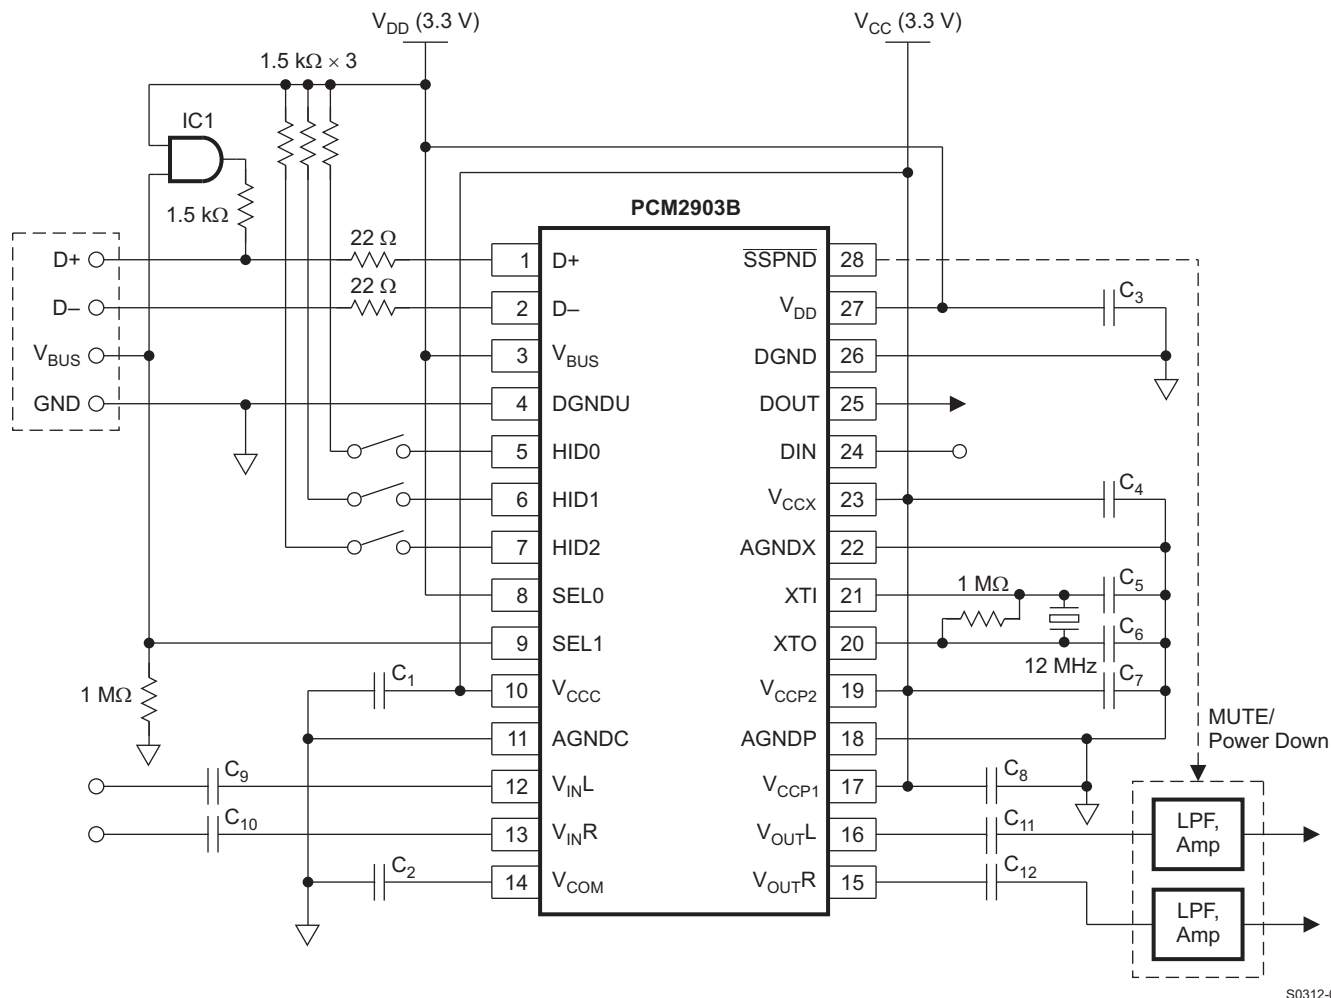 V_DD (3.3 V)
V_CC (3.3 V)
1.5 kΩ × 3
IC1
1.5 kΩ
PCM2903B
22 Ω
22 Ω
D+
D–
V_BUS
GND
1 D+
2 D–
3 V_BUS
4 DGNDU
5 HID0
6 HID1
7 HID2
8 SEL0
9 SEL1
10 V_CCC
11 AGNDC
12 V_INL
13 V_INR
14 V_COM
SSPND 28
V_DD 27
DGND 26
DOUT 25
DIN 24
V_CCX 23
AGNDX 22
XTI 21
XTO 20
V_CCP2 19
AGNDP 18
V_CCP1 17
V_OUTL 16
V_OUTR 15
1 MΩ
C1
C9
C10
C2
C3
C4
1 MΩ
C5
C6
12 MHz
C7
C8
C11
C12
MUTE/
Power Down
LPF,
Amp
LPF,
Amp